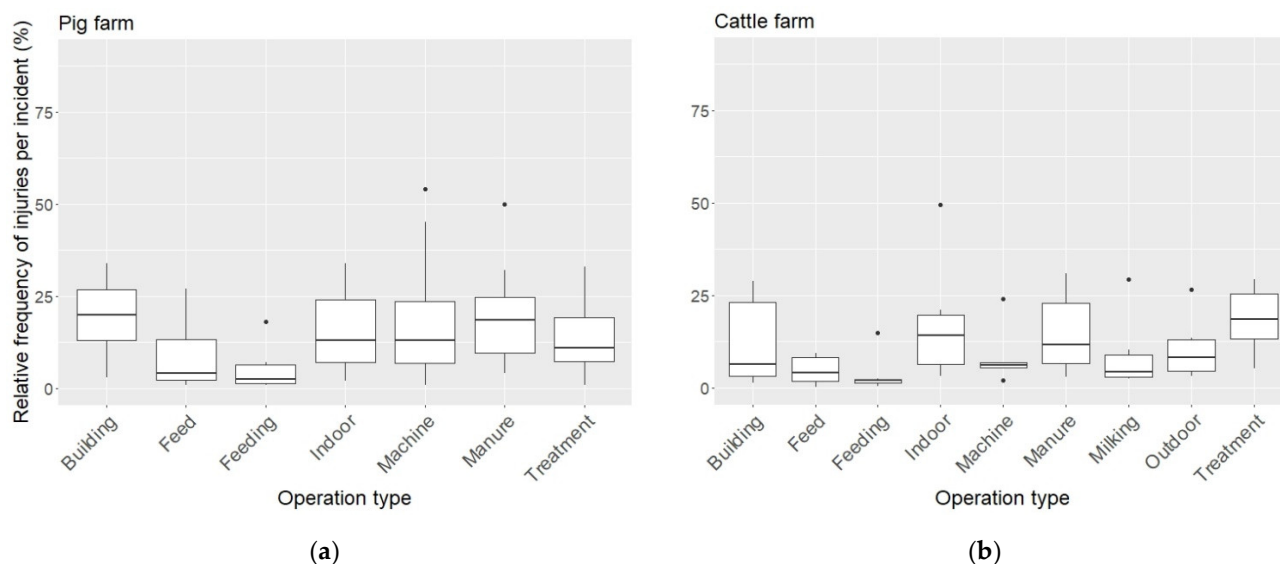 Pig farm
Relative frequency of injuries per incident (%)
75
50
25
0
Building
Feed
Feeding
Indoor
Machine
Manure
Treatment
Operation type
(a)
Cattle farm
75
50
25
0
Building
Feed
Feeding
Indoor
Machine
Manure
Milking
Outdoor
Treatment
Operation type
(b)